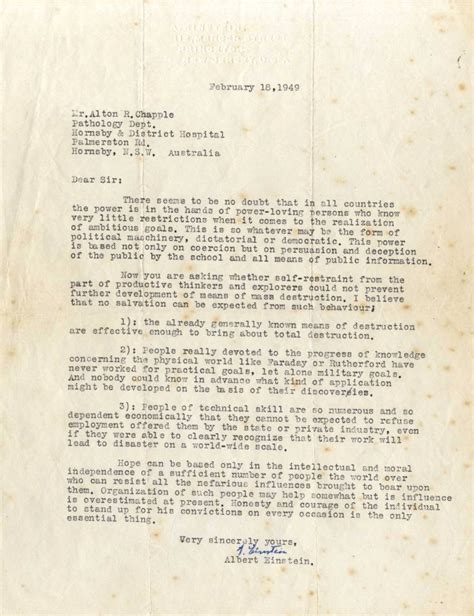 February 18,1949
Mr.Alton R.Chapple
Pathology Dept.
Hornsby & District Hospital
Palmerston Rd.
Hornsby, N.S.W. Australia
Dear Sir:
There seems to be no doubt that in all countries
the power is in the hands of power-loving persons who know
very little restrictions when it comes to the realization
of ambitious goals. This is so whatever may be the form of
political machinery, dictatorial or democratic. This power
is based not only on coercion but on persuasion and deception
of the public by the school and all means of public information.
Now you are asking whether self-restraint from the
part of productive thinkers and explorers could not prevent
further development of means of mass destruction. I believe
that no salvation can be expected from such behaviour;
1): the already generally known means of destruction
are effective enough to bring about total destruction.
2): People really devoted to the progress of knowledge
concerning the physical world like Faraday or Rutherford have
never worked for practical goals, let alone military goals.
And nobody could know in advance what kind of application
might be developed on the basis of their discoveries.
3): People of technical skill are so numerous and so
dependent economically that they cannot be expected to refuse
employment offered them by the state or private industry, even
if they were able to clearly recognize that their work will
lead to disaster on a world-wide scale.
Hope can be based only in the intellectual and moral
independence of a sufficient number of people the world over
who can resist all the nefarious influences brought to bear upon
them. Organization of such people may help somewhat but is influence
is overestimated at present. Honesty and courage of the individual
to stand up for his convictions on every occasion is the only
essential thing.
Very sincerely yours,
A. Einstein
Albert Einstein.